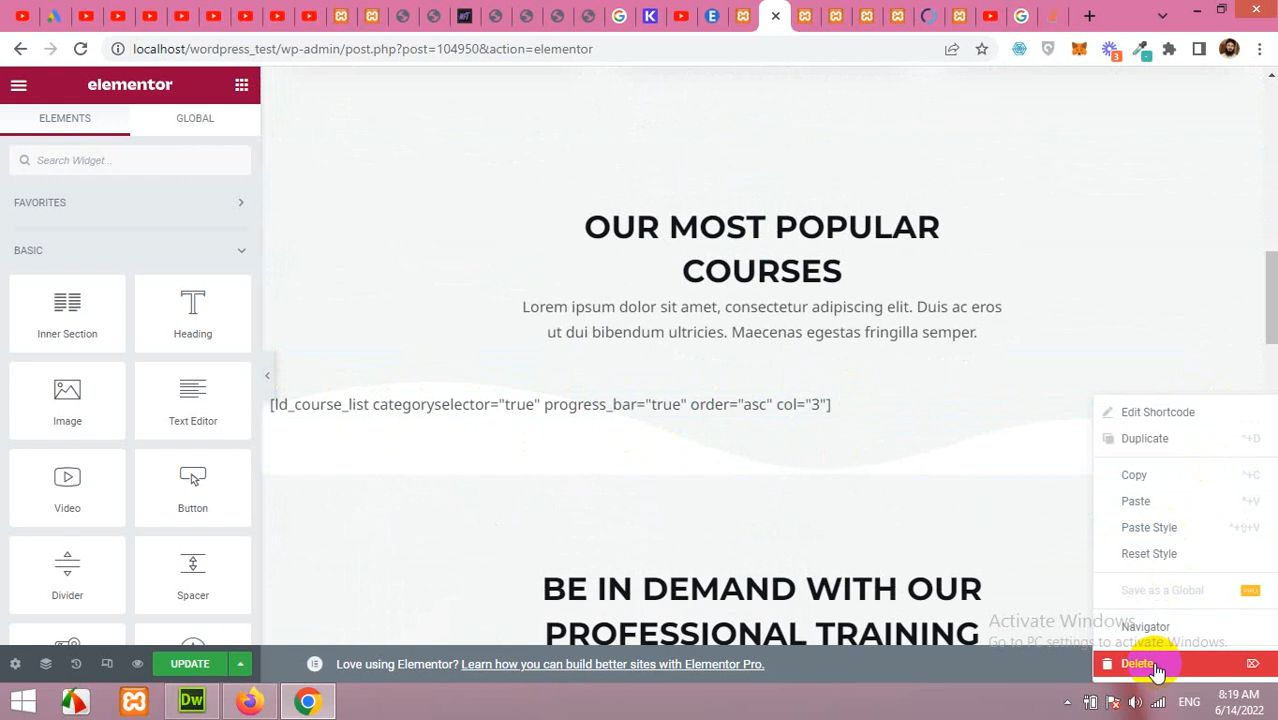 localhost/wordpress_test/wp-admin/post.php?post=104950&action=elementor
3
elementor
ELEMENTS
GLOBAL
Search Widget...
FAVORITES
BASIC
Inner Section
Heading
Image
Text Editor
Video
Button
Divider
Spacer
UPDATE
OUR MOST POPULAR
COURSES
Lorem ipsum dolor sit amet, consectetur adipiscing elit. Duis ac eros
ut dui bibendum ultricies. Maecenas egestas fringilla semper.
[ld_course_list categoryselector="true" progress_bar="true" order="asc" col="3"]
BE IN DEMAND WITH OUR
PROFESSIONAL TRAINING
Love using Elementor? Learn how you can build better sites with Elementor Pro.
Edit Shortcode
Duplicate ^+D
Copy ^+C
Paste ^+V
Paste Style ^+⇧+V
Reset Style
Save as a Global PRO
Navigator
Delete
Activate Windows
Go to PC settings to activate Windows.
Dw
ENG
8:19 AM
6/14/2022